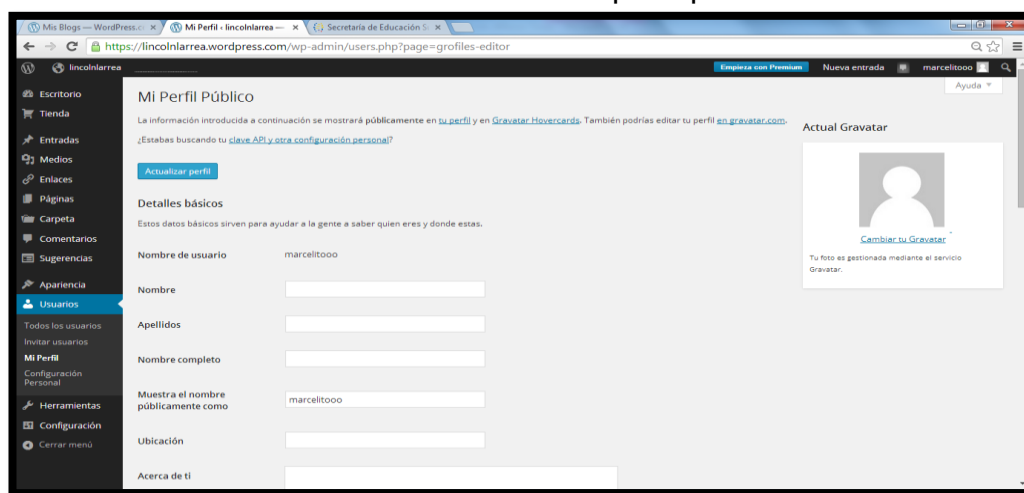 Mis Blogs — WordPress.c
Mi Perfil ‹ lincolnlarrea —
Secretaría de Educación S
https://lincolnlarrea.wordpress.com/wp-admin/users.php?page=grofiles-editor
lincolnlarrea
Empieza con Premium
Nueva entrada
marcelitooo
Escritorio
Tienda
Entradas
Medios
Enlaces
Páginas
Carpeta
Comentarios
Sugerencias
Apariencia
Usuarios
Todos los usuarios
Invitar usuarios
Mi Perfil
Configuración
Personal
Herramientas
Configuración
Cerrar menú
Ayuda
Mi Perfil Público
La información introducida a continuación se mostrará públicamente en tu perfil y en Gravatar Hovercards. También podrías editar tu perfil en gravatar.com.
¿Estabas buscando tu clave API y otra configuración personal?
Actualizar perfil
Detalles básicos
Estos datos básicos sirven para ayudar a la gente a saber quien eres y donde estas.
Nombre de usuario marcelitooo
Nombre
Apellidos
Nombre completo
Muestra el nombre
públicamente como marcelitooo
Ubicación
Acerca de ti
Actual Gravatar
Cambiar tu Gravatar
Tu foto es gestionada mediante el servicio
Gravatar.